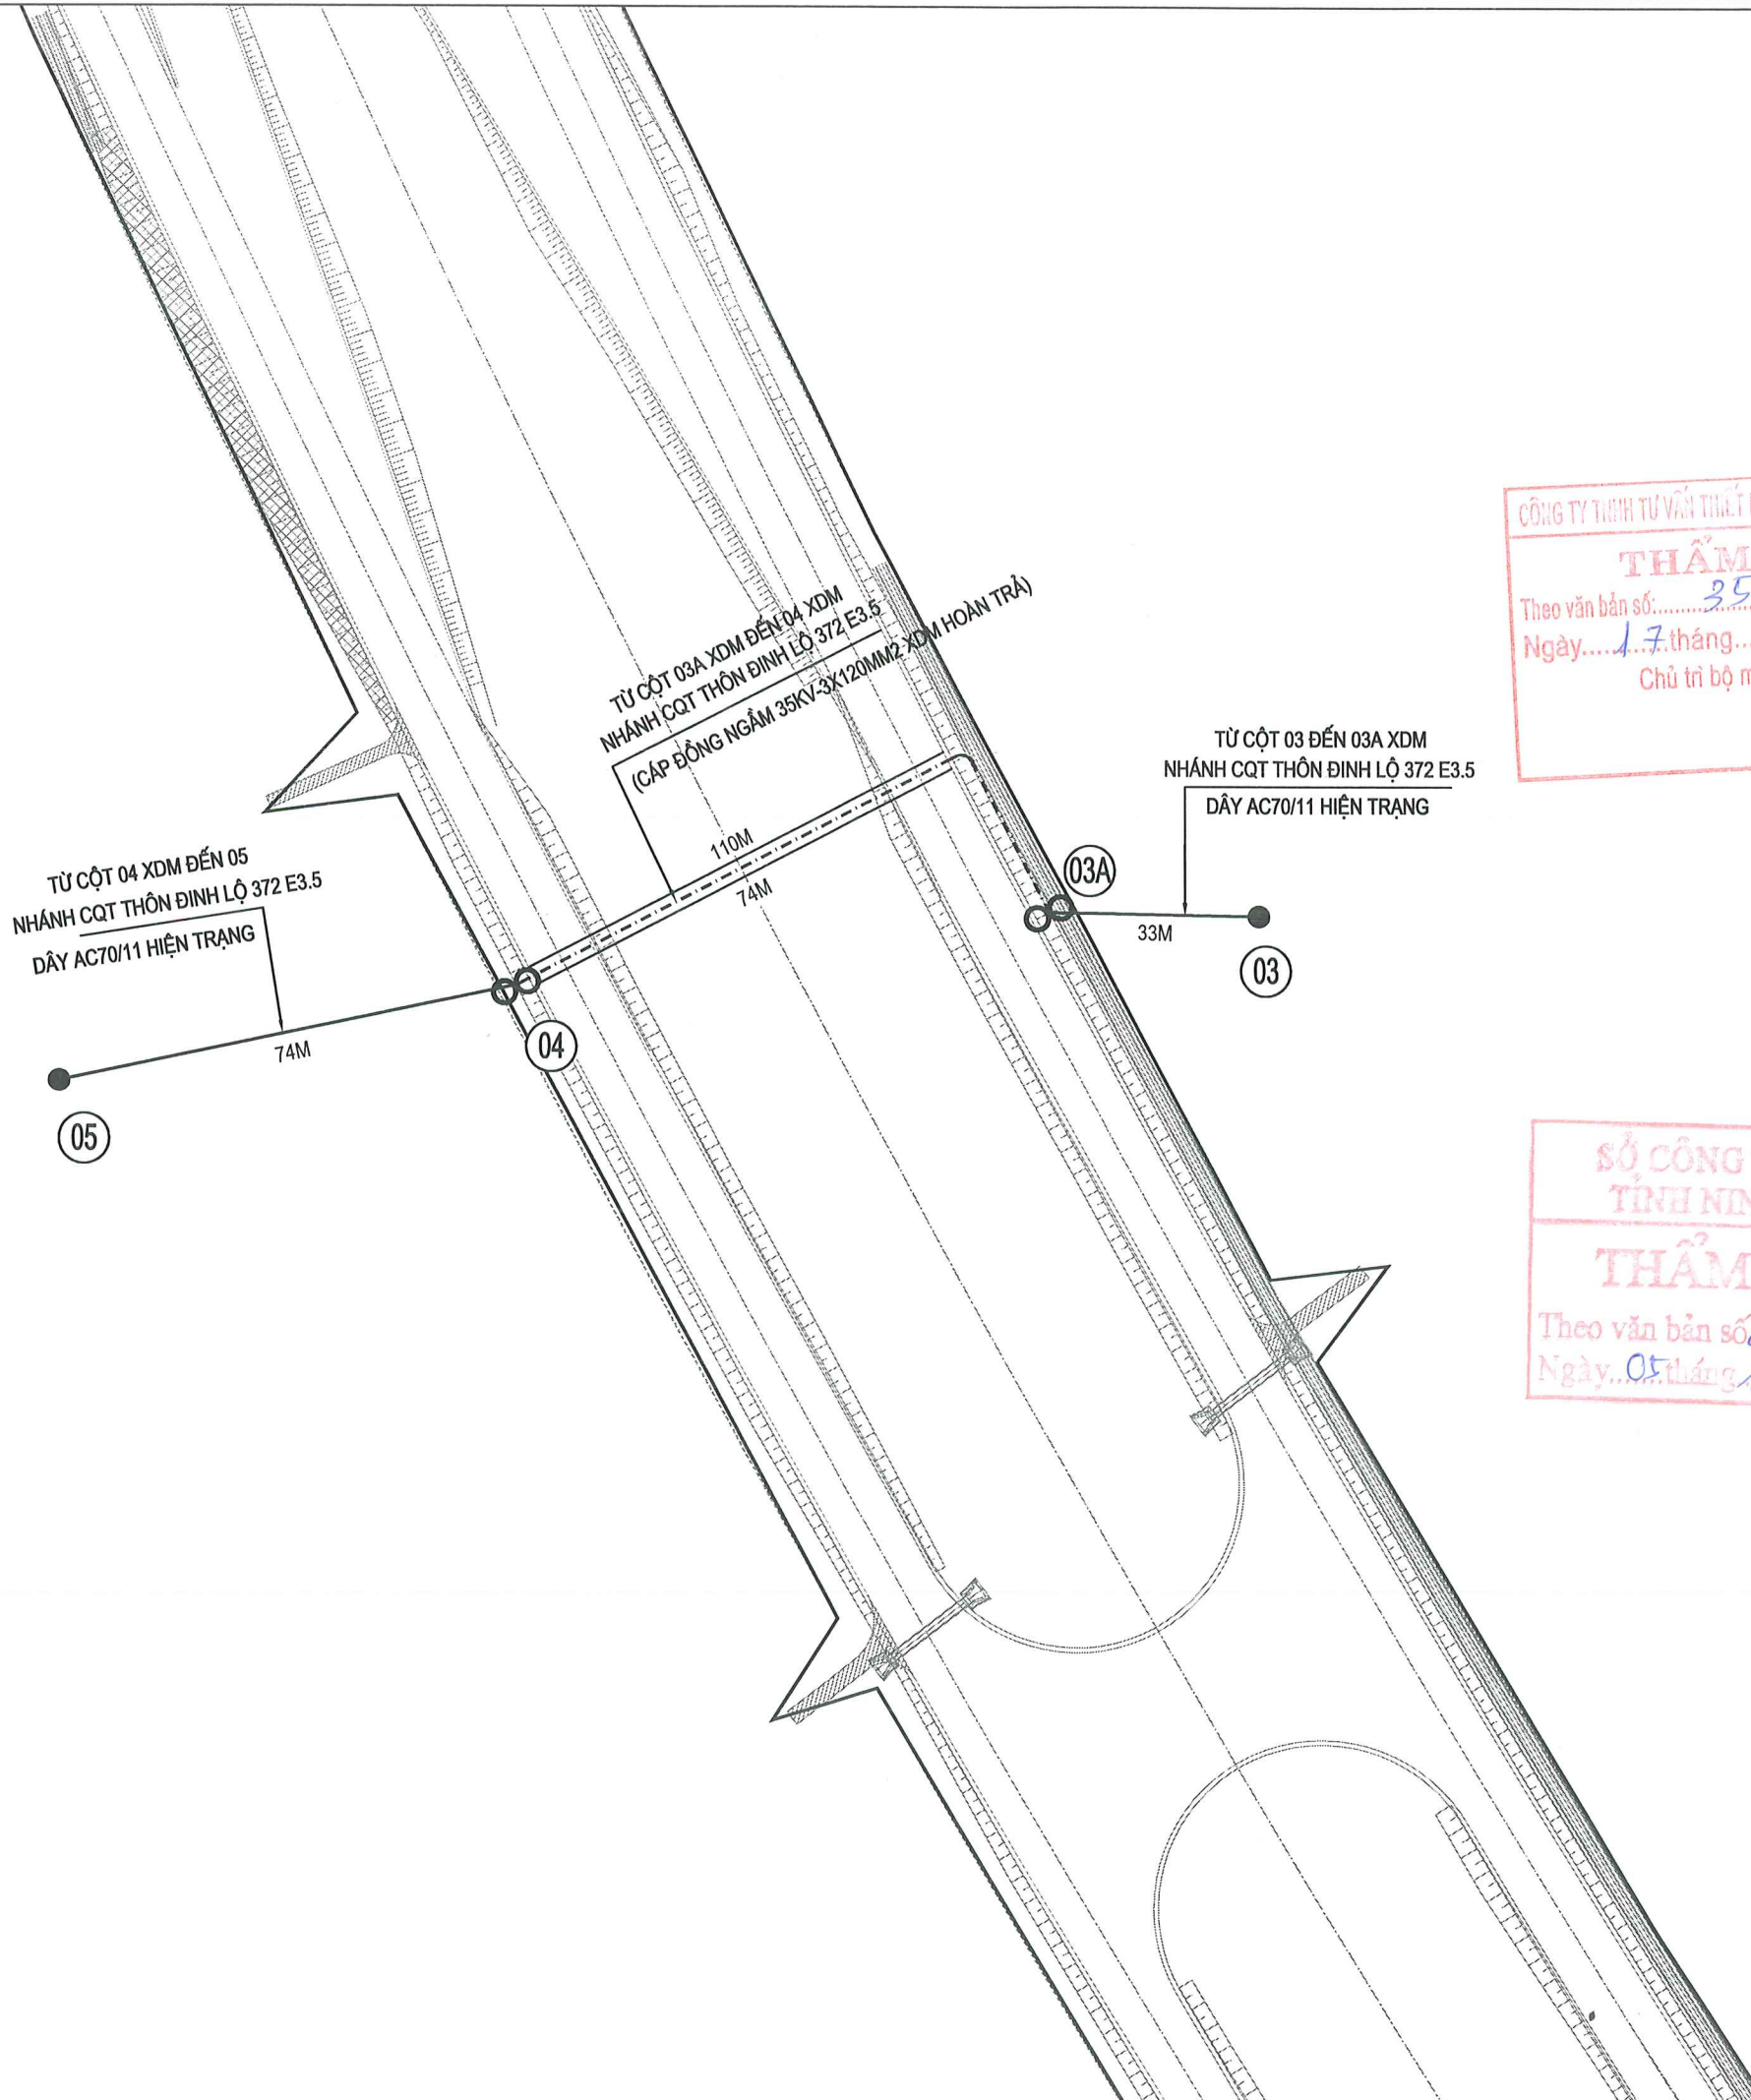 TỪ CỘT 03A XDM ĐẾN 04 XDM
NHÁNH CQT THÔN ĐINH LỘ 372 E3.5
(CÁP ĐỒNG NGẦM 35KV-3X120MM2 XDM HOÀN TRẢ)
110M
74M
CÔNG TY TNHH TƯ VẤN THIẾT
THẨM
Theo văn bản số: 35
Ngày 17 tháng
Chủ trì bộ m
TỪ CỘT 03 ĐẾN 03A XDM
NHÁNH CQT THÔN ĐINH LỘ 372 E3.5
DÂY AC70/11 HIỆN TRẠNG
03A
33M
03
TỪ CỘT 04 XDM ĐẾN 05
NHÁNH CQT THÔN ĐINH LỘ 372 E3.5
DÂY AC70/11 HIỆN TRẠNG
74M
04
05
SỞ CÔNG
TỈNH NIN
THẨM
Theo văn bản số
Ngày 05 tháng